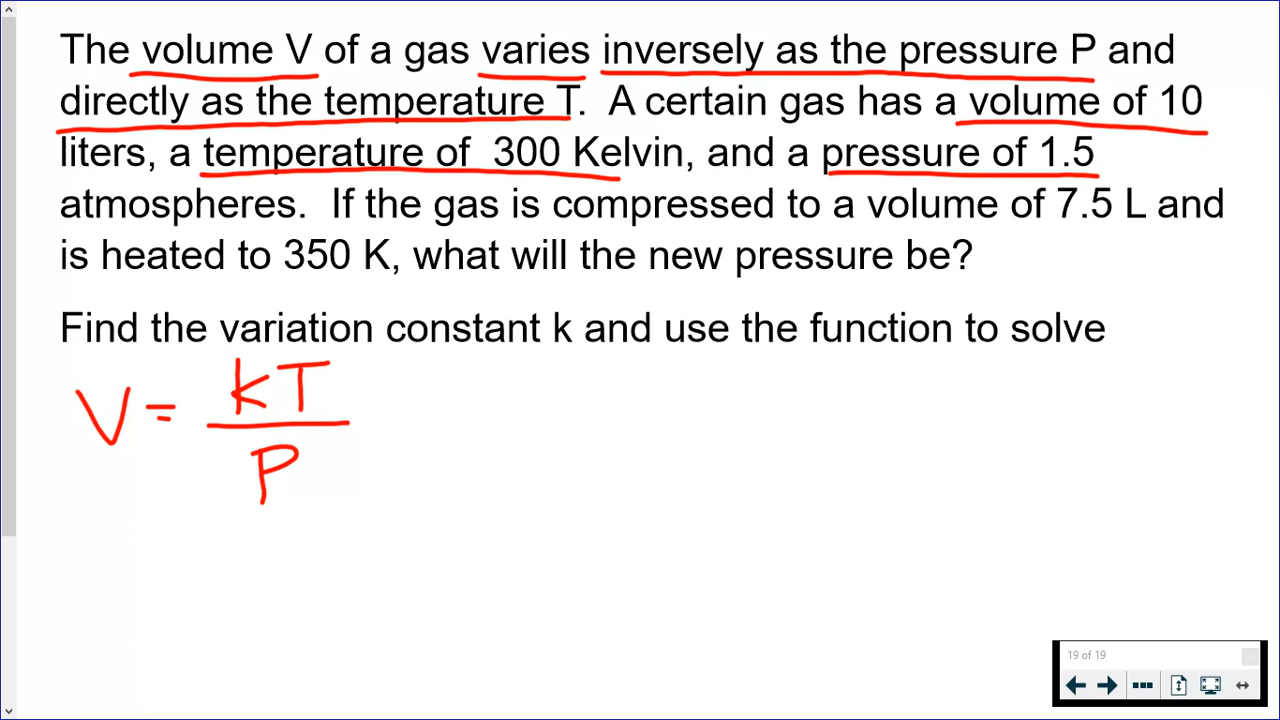 The volume V of a gas varies inversely as the pressure P and
directly as the temperature T.  A certain gas has a volume of 10
liters, a temperature of  300 Kelvin, and a pressure of 1.5
atmospheres.  If the gas is compressed to a volume of 7.5 L and
is heated to 350 K, what will the new pressure be?
Find the variation constant k and use the function to solve
V = kT
P
19 of 19